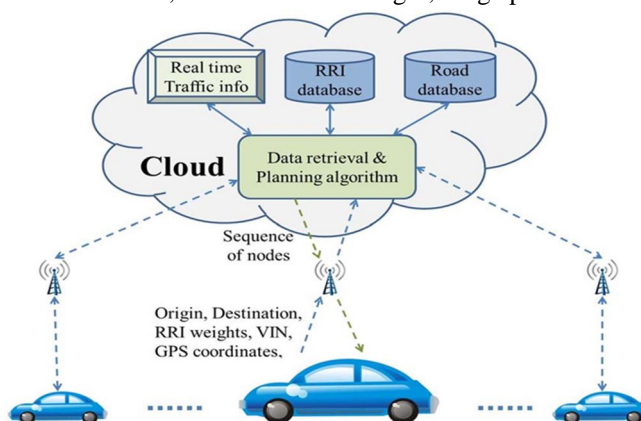 Real time
Traffic info
RRI
database
Road
database
Cloud
Data retrieval &
Planning algorithm
Sequence
of nodes
Origin, Destination,
RRI weights, VIN,
GPS coordinates,